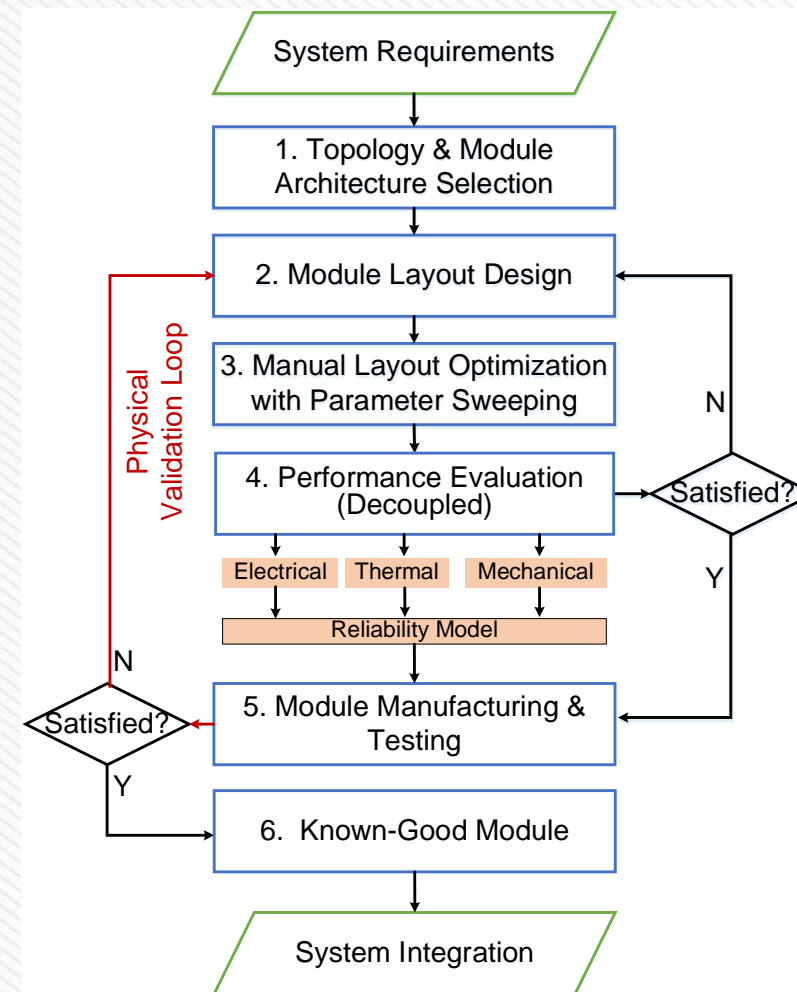 System Requirements
1. Topology & Module
Architecture Selection
2. Module Layout Design
Physical
Validation Loop
3. Manual Layout Optimization
with Parameter Sweeping
N
4. Performance Evaluation
(Decoupled)
Satisfied?
Electrical
Thermal
Mechanical
Y
Reliability Model
N
5. Module Manufacturing &
Testing
Satisfied?
Y
6. Known-Good Module
System Integration